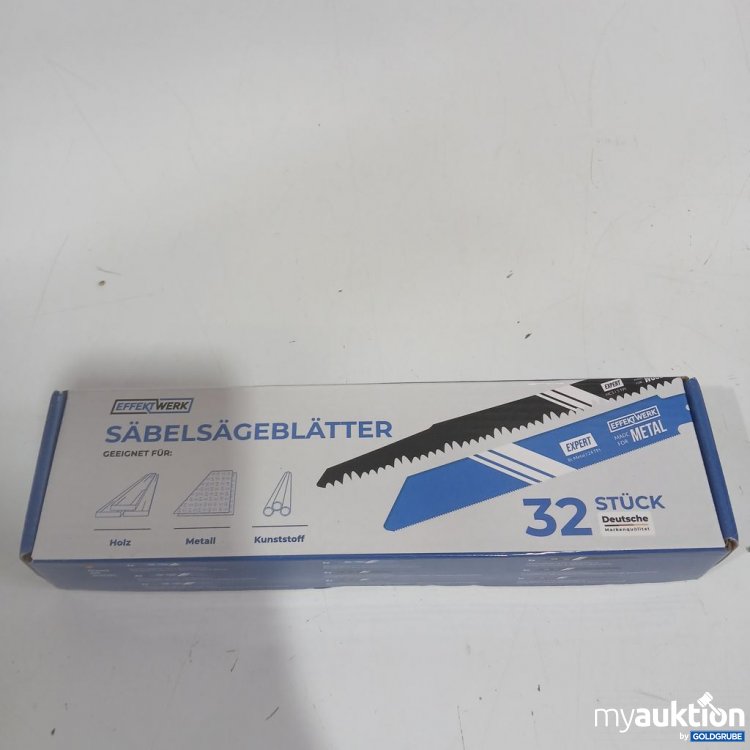 EFFEKTWERK
SÄBELSÄGEBLÄTTER
GEEIGNET FÜR:
Holz
Metall
Kunststoff
EXPERT
EXPERT
MADE FOR METAL
EFFEKTWERK
32 STÜCK
Deutsche
Markenqualität
myauktion
by GOLDGRUBE